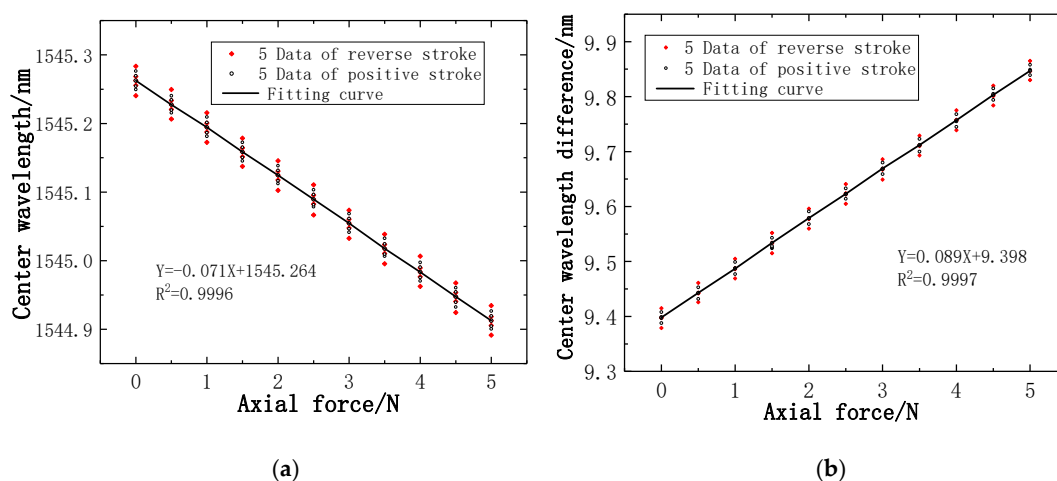 5 Data of reverse stroke
5 Data of positive stroke
Fitting curve
Center wavelength/nm
1545.3
1545.2
1545.1
1545.0
1544.9
Y=-0.071X+1545.264
R²=0.9996
0 1 2 3 4 5
Axial force/N
(a)
5 Data of reverse stroke
5 Data of positive stroke
Fitting curve
Center wavelength difference/nm
9.9
9.8
9.7
9.6
9.5
9.4
9.3
Y=0.089X+9.398
R²=0.9997
0 1 2 3 4 5
Axial force/N
(b)